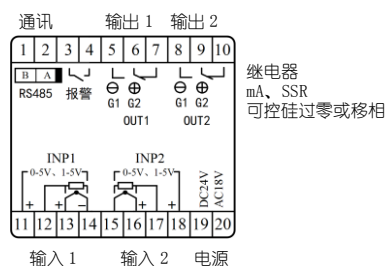 通讯 输出 1 输出 2
1 2 3 4 5 6 7 8 9 10
B A
RS485 报警 G1 G2 G1 G2
OUT1 OUT2
继电器
mA、SSR
可控硅过零或移相
INP1 INP2
0-5V、1-5V 0-5V、1-5V
DC24V
AC18V
+ + − + +
11 12 13 14 15 16 17 18 19 20
输入 1 输入 2 电源